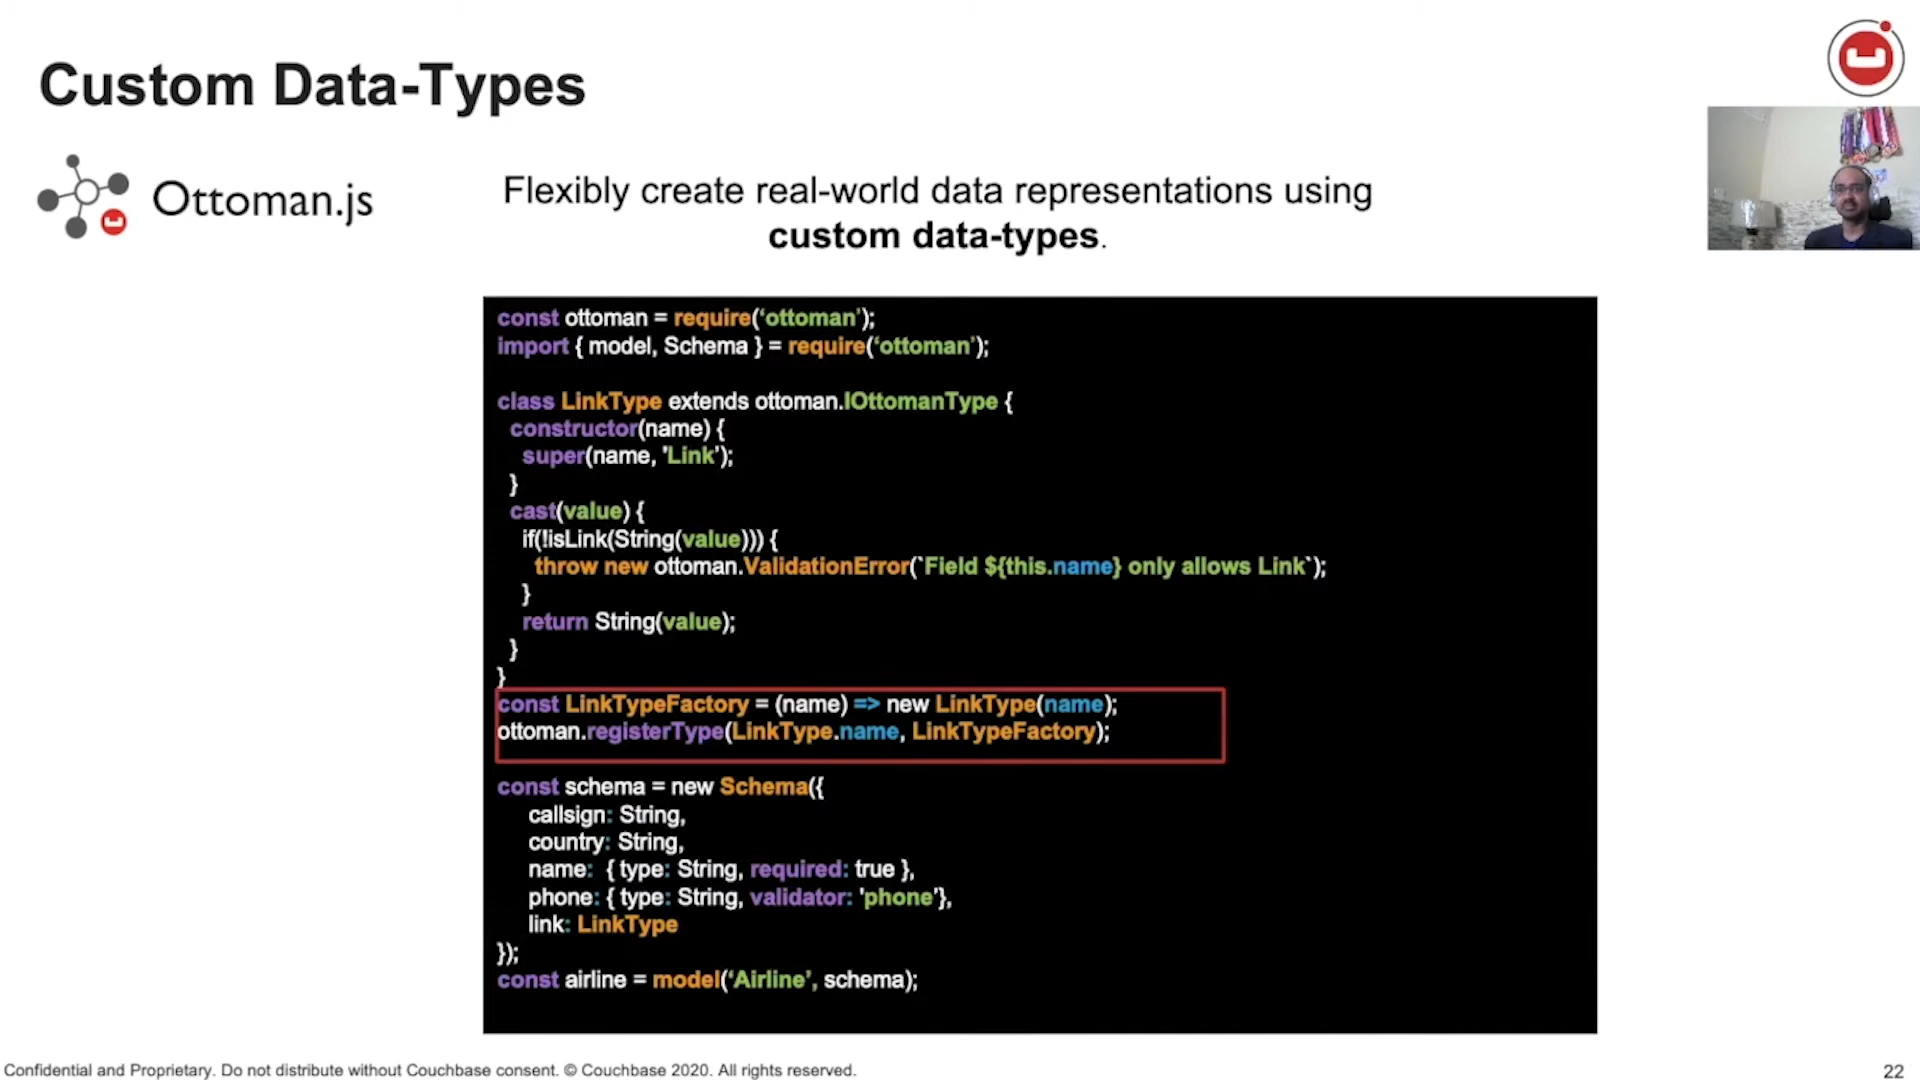 Custom Data-Types
Ottoman.js
Flexibly create real-world data representations using
custom data-types.
const ottoman = require(‘ottoman’);
import { model, Schema } = require(‘ottoman’);
class LinkType extends ottoman.IOttomanType {
constructor(name) {
super(name, 'Link');
}
cast(value) {
if(!isLink(String(value))) {
throw new ottoman.ValidationError(`Field ${this.name} only allows Link`);
}
return String(value);
}
}
const LinkTypeFactory = (name) => new LinkType(name);
ottoman.registerType(LinkType.name, LinkTypeFactory);
const schema = new Schema({
callsign: String,
country: String,
name: { type: String, required: true },
phone: { type: String, validator: 'phone'},
link: LinkType
});
const airline = model(‘Airline’, schema);
Confidential and Proprietary. Do not distribute without Couchbase consent. © Couchbase 2020. All rights reserved.
22